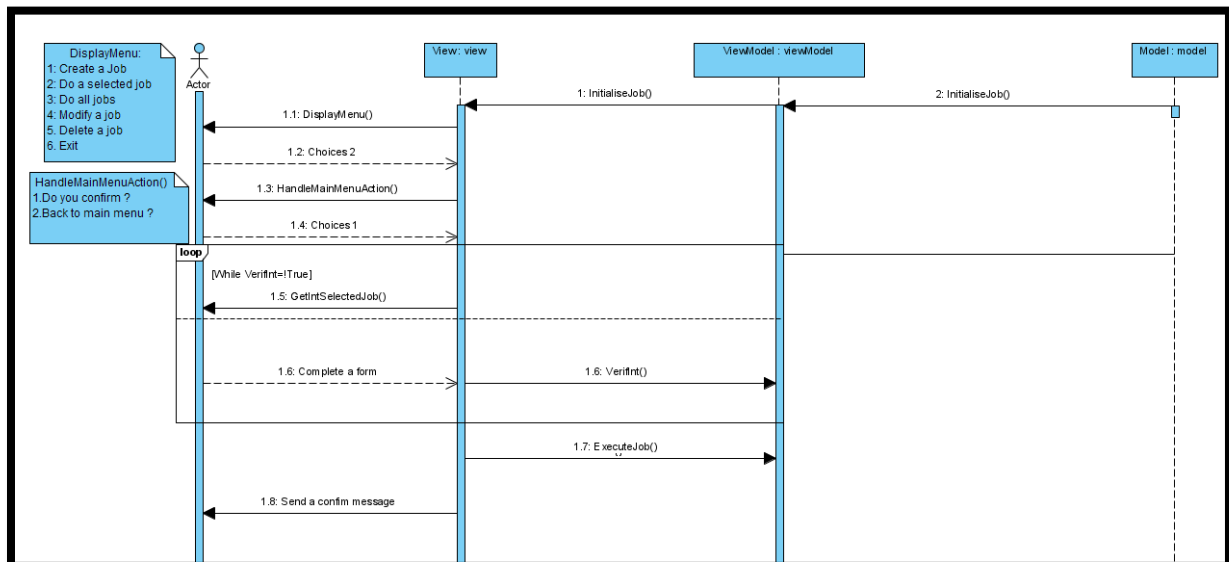 DisplayMenu:
1: Create a Job
2: Do a selected job
3: Do all jobs
4: Modify a job
5. Delete a job
6. Exit
Actor
View : view
ViewModel : viewModel
Model : model
1: InitialiseJob()
2: InitialiseJob()
1.1: DisplayMenu()
1.2: Choices 2
HandleMainMenuAction()
1.Do you confirm ?
2.Back to main menu ?
1.3: HandleMainMenuAction()
1.4: Choices 1
loop
[While VerifInt=!True]
1.5: GetIntSelectedJob()
1.6: Complete a form
1.6: VerifInt()
1.7: ExecuteJob()
1.8: Send a confim message